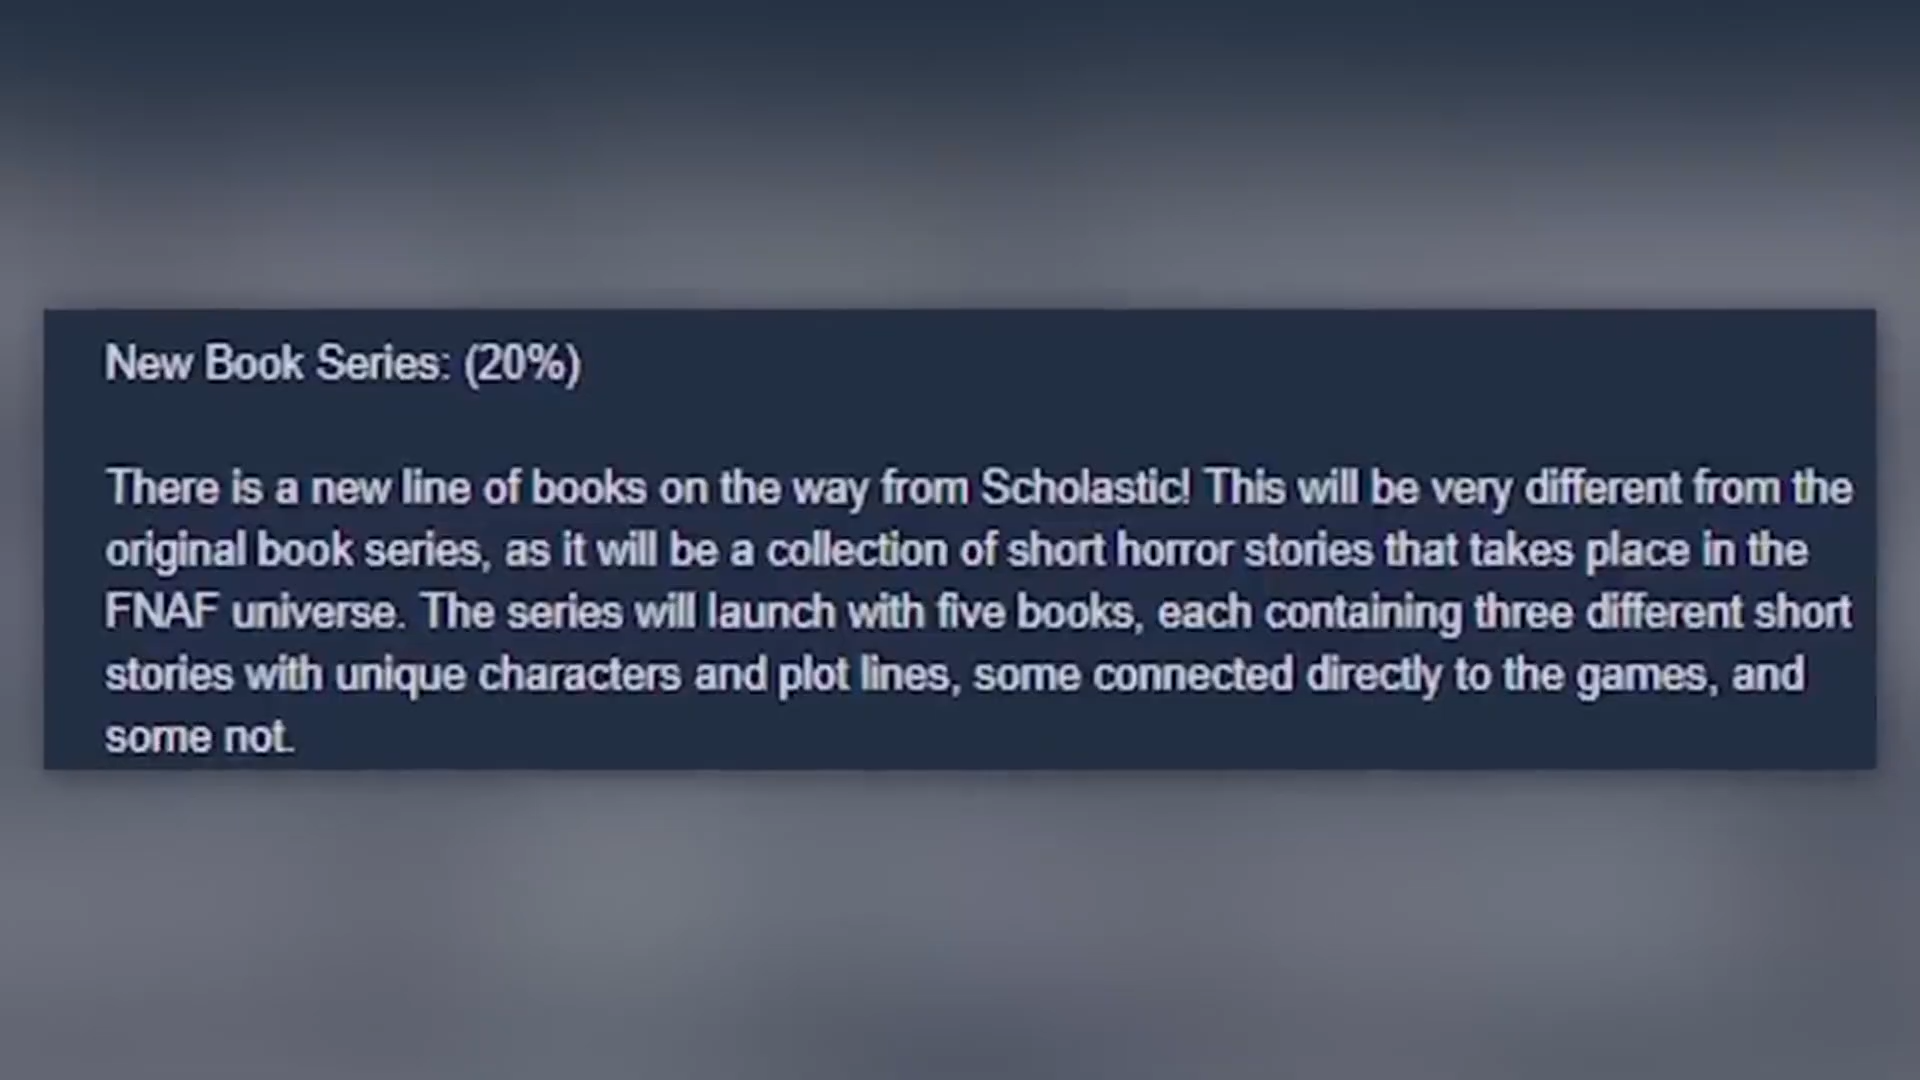 New Book Series: (20%)
There is a new line of books on the way from Scholastic! This will be very different from the
original book series, as it will be a collection of short horror stories that takes place in the
FNAF universe. The series will launch with five books, each containing three different short
stories with unique characters and plot lines, some connected directly to the games, and
some not.